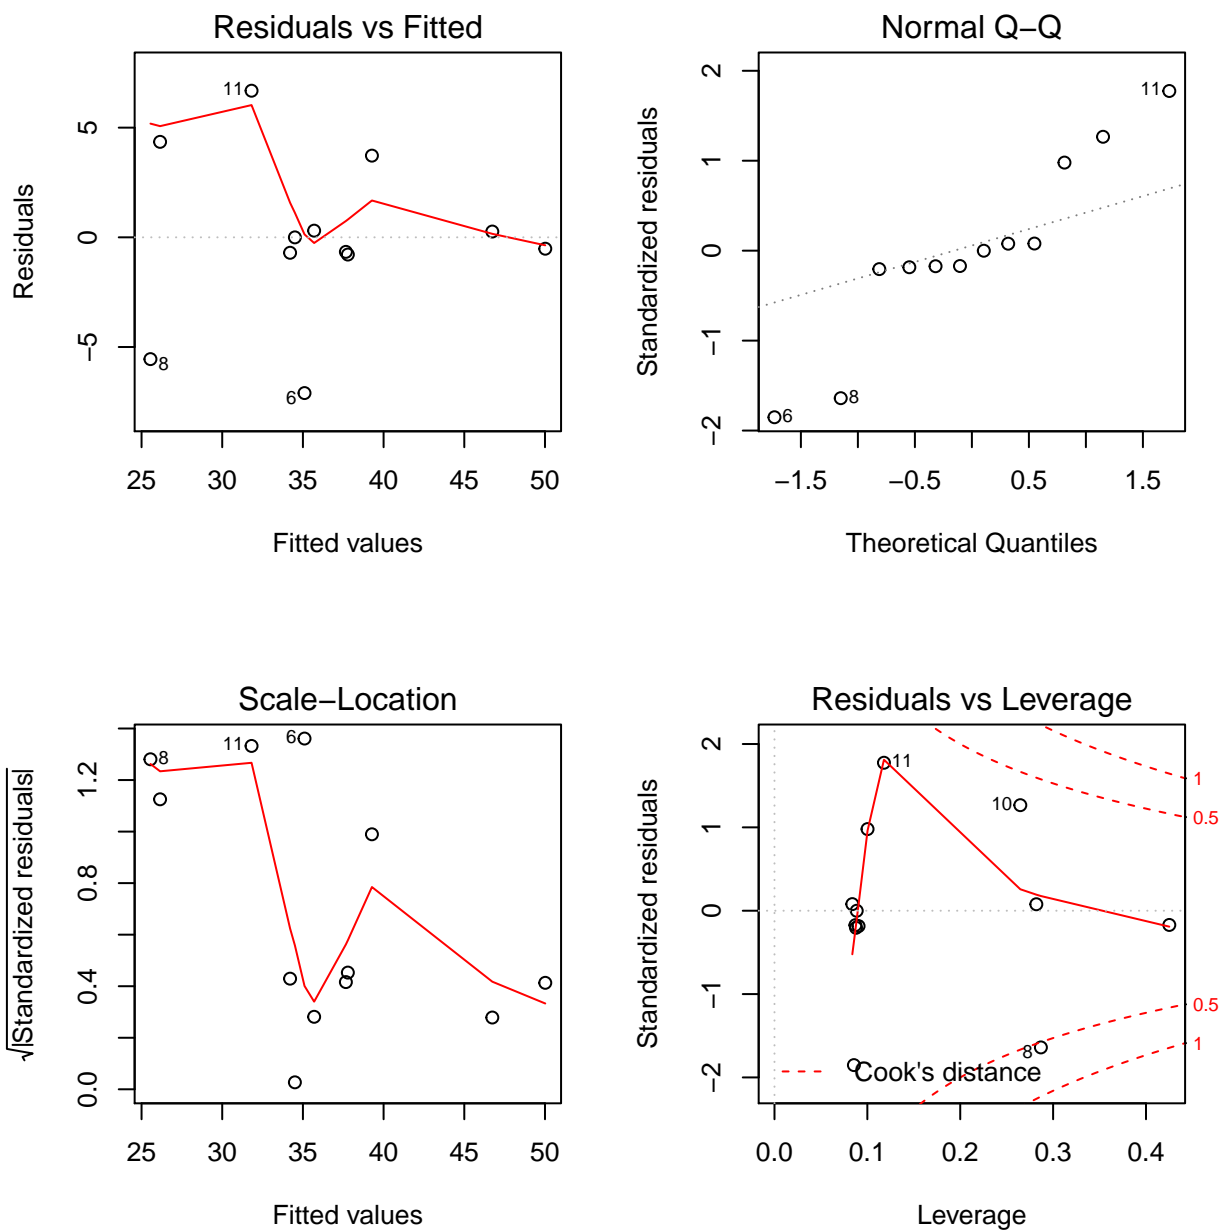 Residuals vs Fitted
Residuals
5
0
−5
11
8
6
25 30 35 40 45 50
Fitted values
Normal Q−Q
Standardized residuals
2
1
0
−1
−2
11
8
6
−1.5 −0.5 0.5 1.5
Theoretical Quantiles
Scale−Location
√|Standardized residuals|
1.2
0.8
0.4
0.0
8
11
6
25 30 35 40 45 50
Fitted values
Residuals vs Leverage
Standardized residuals
2
1
0
−1
−2
11
10
8
1
0.5
0.5
1
Cook's distance
0.0 0.1 0.2 0.3 0.4
Leverage